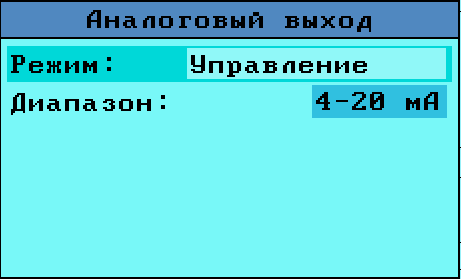 Аналоговый выход
Режим: Управление
Диапазон: 4-20 мА